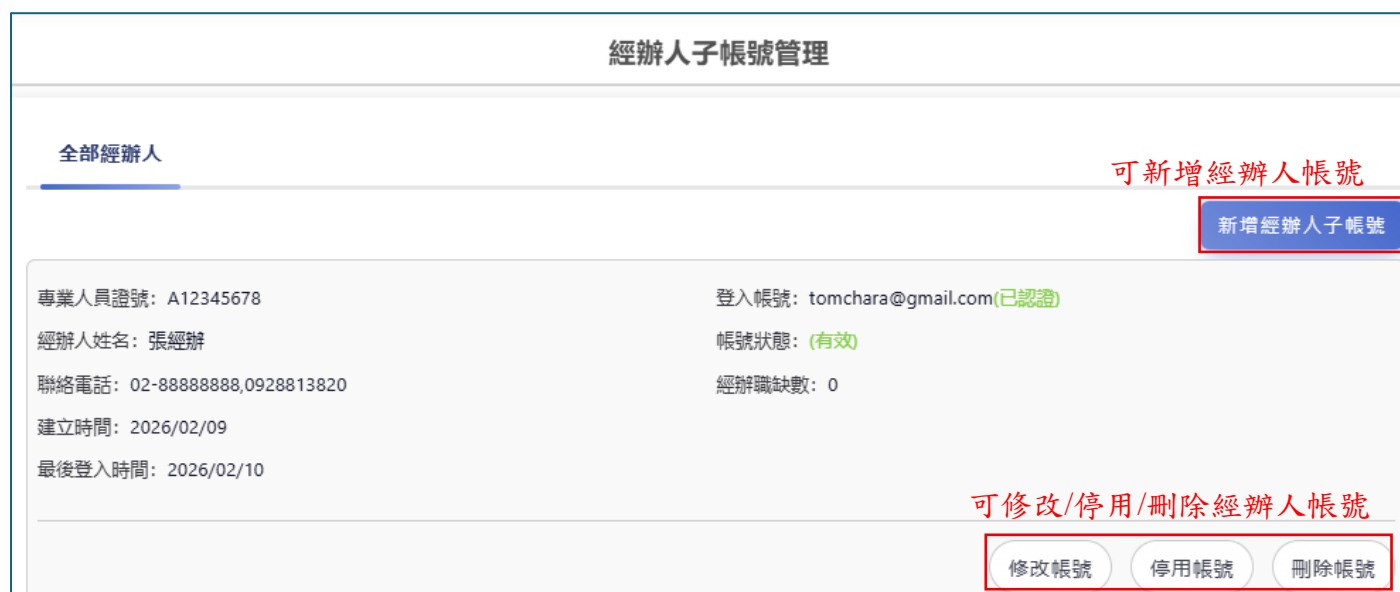 經辦人子帳號管理
全部經辦人
可新增經辦人帳號
新增經辦人子帳號
專業人員證號：A12345678
登入帳號：tomchara@gmail.com(已認證)
經辦人姓名：張經辦
帳號狀態：(有效)
聯絡電話：02-88888888,0928813820
經辦職缺數：0
建立時間：2026/02/09
最後登入時間：2026/02/10
可修改/停用/刪除經辦人帳號
修改帳號 停用帳號 刪除帳號